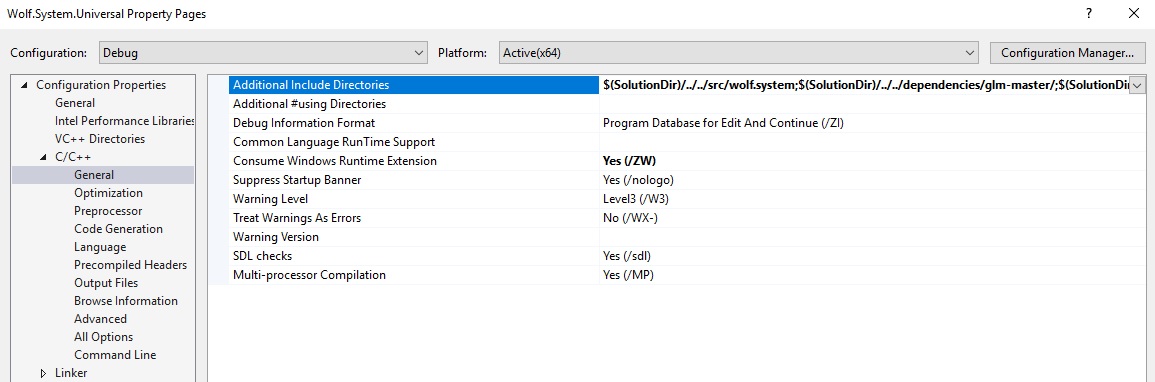 Wolf.System.Universal Property Pages
Configuration: Debug Platform: Active(x64) Configuration Manager...
Configuration Properties
General
Intel Performance Libraries
VC++ Directories
C/C++
General
Optimization
Preprocessor
Code Generation
Language
Precompiled Headers
Output Files
Browse Information
Advanced
All Options
Command Line
Linker
Additional Include Directories $(SolutionDir)/../../src/wolf.system;$(SolutionDir)/../../dependencies/glm-master/;$(SolutionDir
Additional #using Directories
Debug Information Format Program Database for Edit And Continue (/ZI)
Common Language RunTime Support
Consume Windows Runtime Extension Yes (/ZW)
Suppress Startup Banner Yes (/nologo)
Warning Level Level3 (/W3)
Treat Warnings As Errors No (/WX-)
Warning Version
SDL checks Yes (/sdl)
Multi-processor Compilation Yes (/MP)